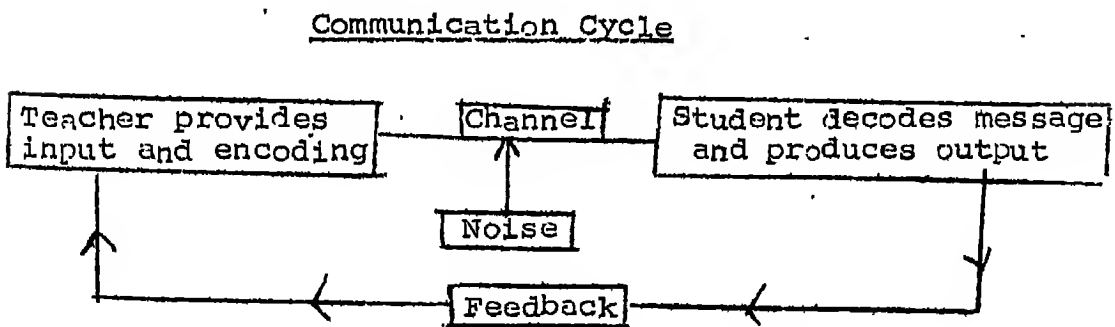 Communication Cycle
Teacher provides
input and encoding
Channel
Student decodes message
and produces output
Noise
Feedback